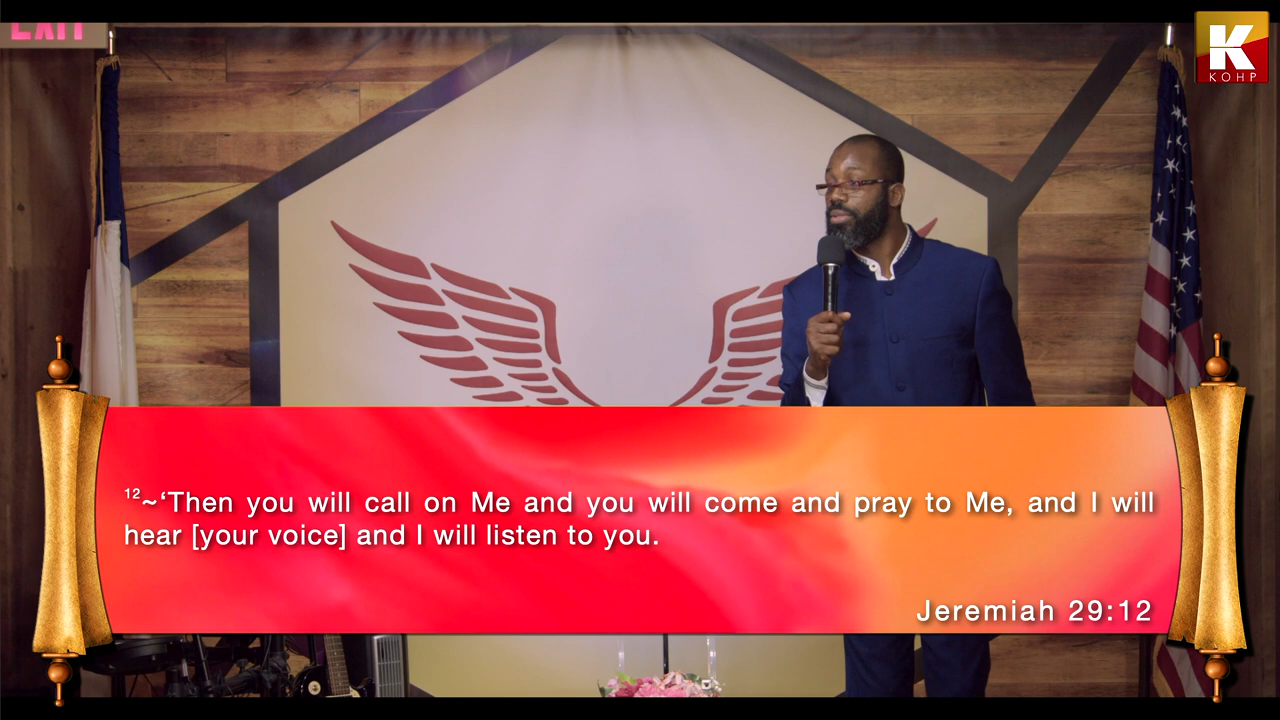 EXIT
K
KOHP
¹²~‘Then you will call on Me and you will come and pray to Me, and I will
hear [your voice] and I will listen to you.
Jeremiah 29:12